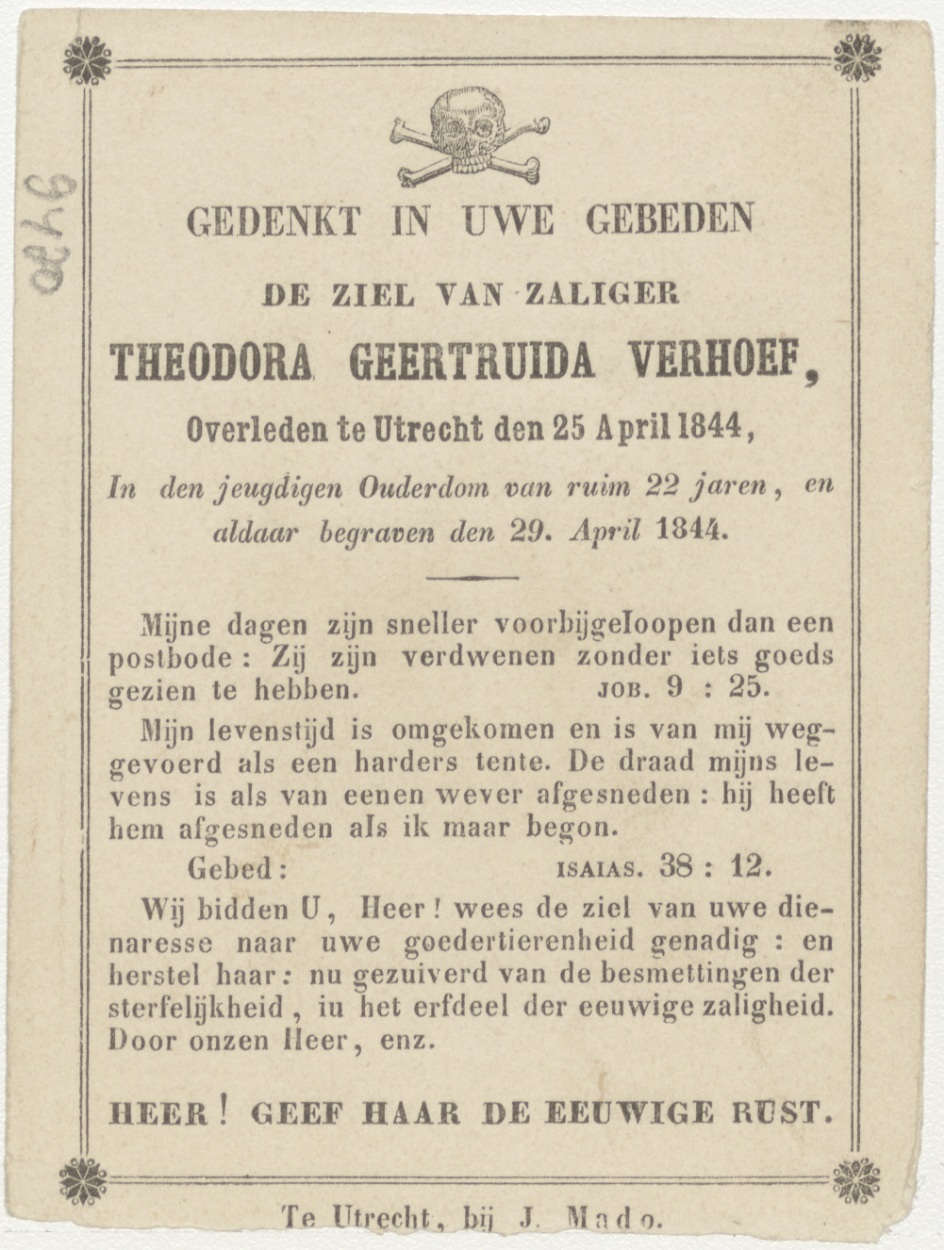 GEDENKT IN UWE GEBEDEN
DE ZIEL VAN ZALIGER
THEODORA GEERTRUIDA VERHOEF,
Overleden te Utrecht den 25 April 1844,
In den jeugdigen Ouderdom van ruim 22 jaren, en
aldaar begraven den 29. April 1844.
Mijne dagen zijn sneller voorbijgeloopen dan een
postbode : Zij zijn verdwenen zonder iets goeds
gezien te hebben. JOB. 9 : 25.
Mijn levenstijd is omgekomen en is van mij weg-
gevoerd als een harders tente. De draad mijns le-
vens is als van eenen wever afgesneden : hij heeft
hem afgesneden als ik maar begon.
Gebed : ISAIAS. 38 : 12.
Wij bidden U, Heer ! wees de ziel van uwe die-
naresse naar uwe goedertierenheid genadig : en
herstel haar : nu gezuiverd van de besmettingen der
sterfelijkheid , iu het erfdeel der eeuwige zaligheid.
Door onzen Heer, enz.
HEER ! GEEF HAAR DE EEUWIGE RUST.
Te Utrecht, bij J. Mado.